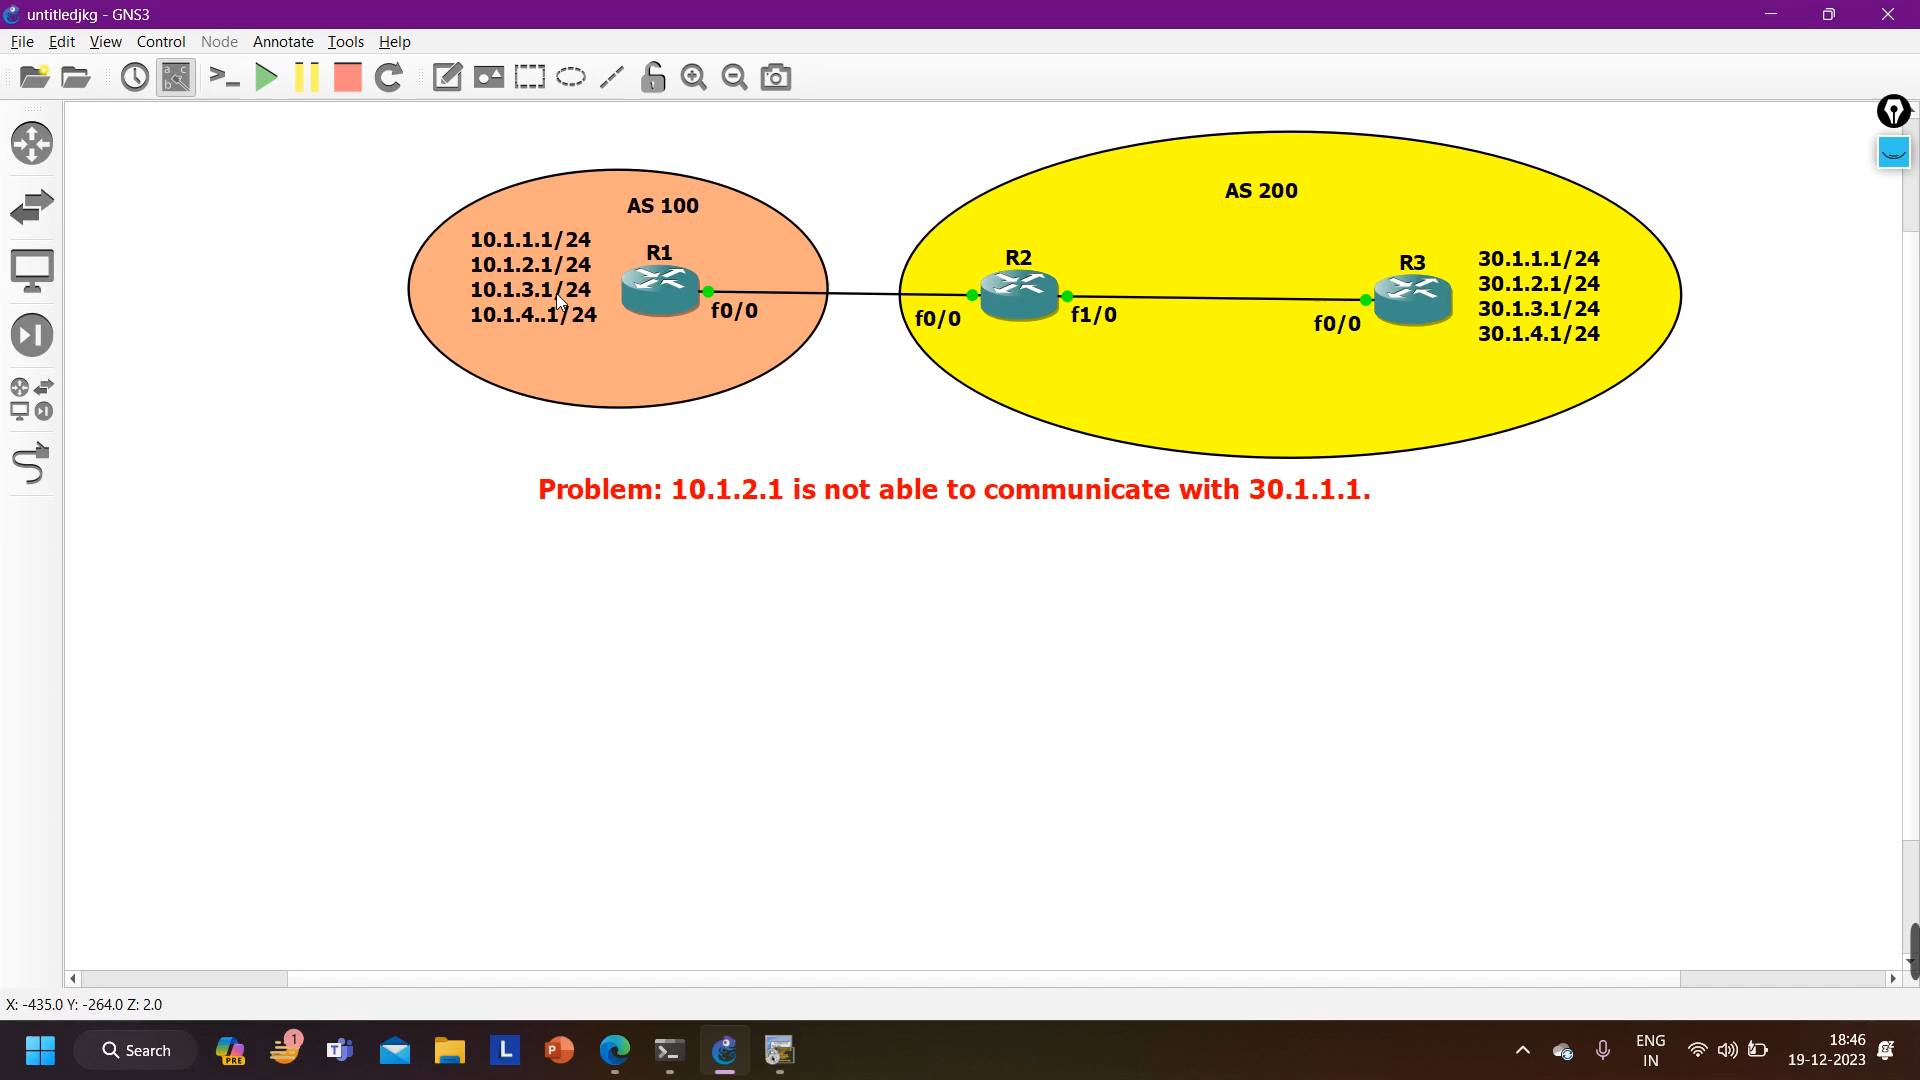 untitledjkg - GNS3
File Edit View Control Node Annotate Tools Help
AS 100
10.1.1.1/24
10.1.2.1/24
10.1.3.1/24
10.1.4..1/24
R1
f0/0
AS 200
R2
f0/0
f1/0
R3
f0/0
30.1.1.1/24
30.1.2.1/24
30.1.3.1/24
30.1.4.1/24
Problem: 10.1.2.1 is not able to communicate with 30.1.1.1.
X: -435.0 Y: -264.0 Z: 2.0
Search
PRE
1
L
ENG
IN
18:46
19-12-2023